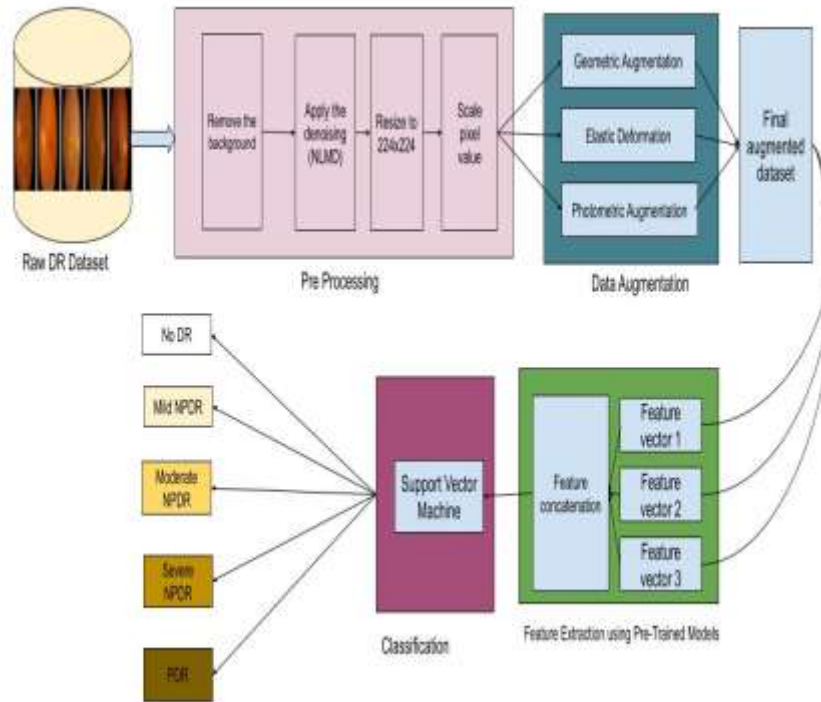 Remove the
background
Apply the
denoising
(NLMD)
Resize to
224x224
Scale
pixel
value
Geometric Augmentation
Elastic Deformation
Photometric Augmentation
Final
augmented
dataset
Raw DR Dataset
Pre Processing
Data Augmentation
No DR
Mild NPDR
Moderate
NPDR
Severe
NPDR
PDR
Support Vector
Machine
Feature
concatenation
Feature
vector 1
Feature
vector 2
Feature
vector 3
Classification
Feature Extraction using Pre-Trained Models